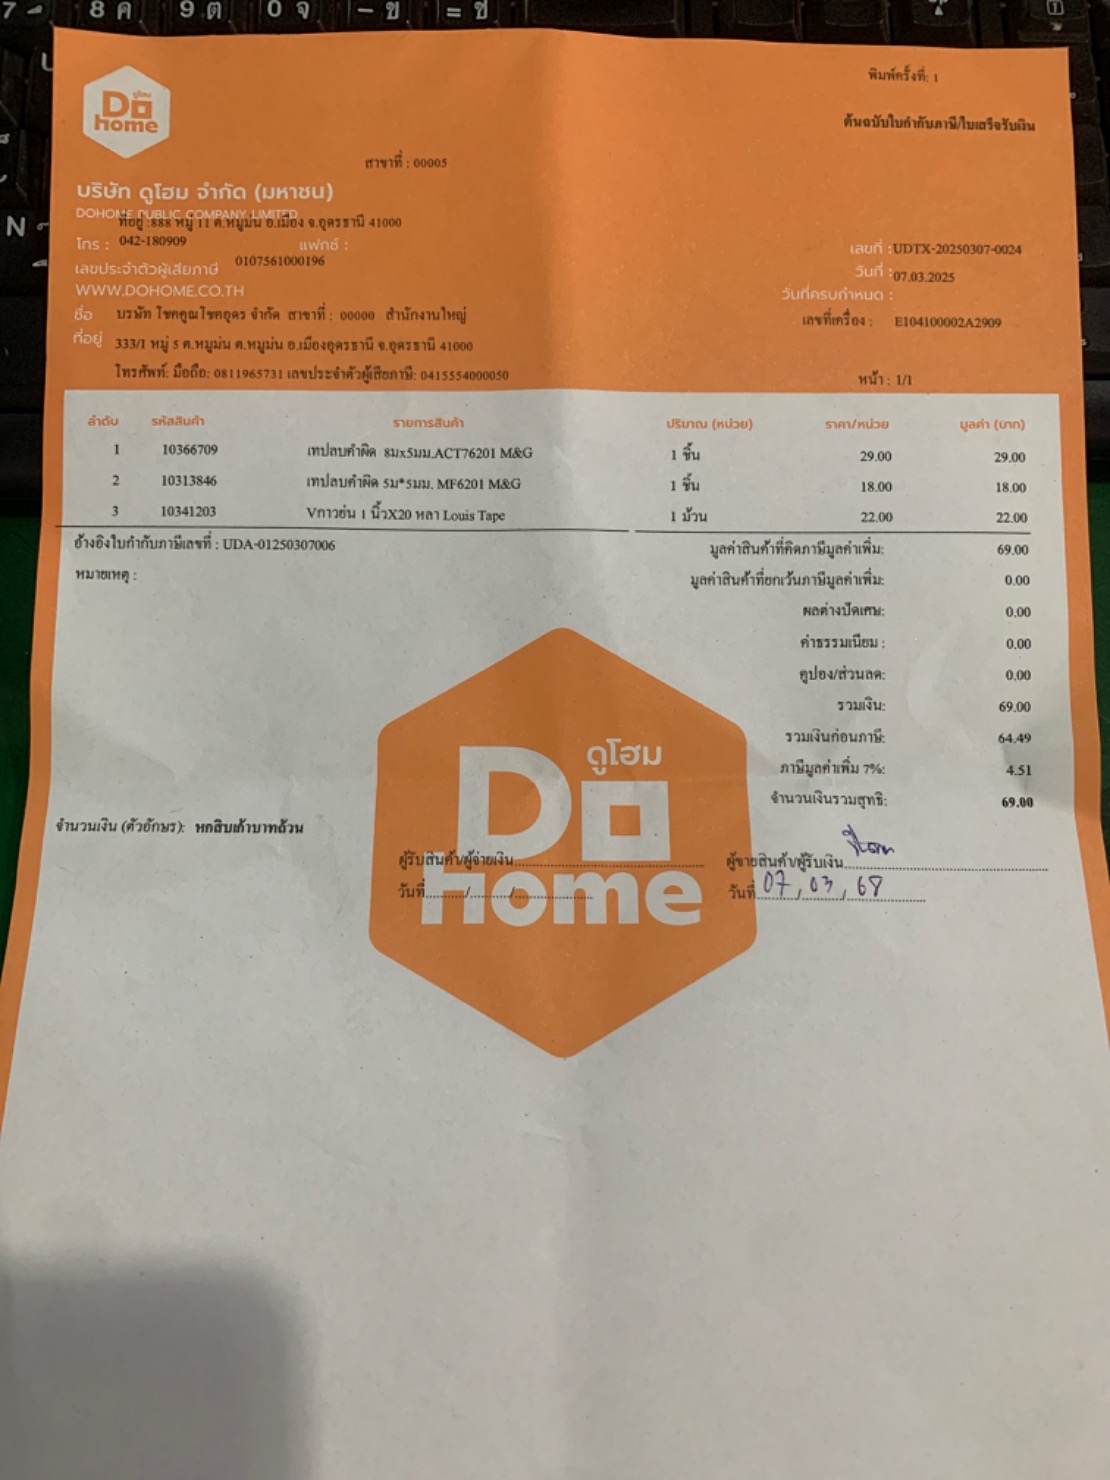 7 8 ค 9 ต 0 จ - ข = ช
N
พิมพ์ครั้งที่: 1
ดูโฮม
Do
home
ต้นฉบับใบกำกับภาษี/ใบเสร็จรับเงิน
สาขาที่ : 00005
บริษัท ดูโฮม จำกัด (มหาชน)
DOHOME PUBLIC COMPANY LIMITED
ที่อยู่ :888 หมู่ 11 ต.หมูม่น อ.เมือง จ.อุดรธานี 41000
โทร : 042-180909 แฟกซ์ :
เลขที่ : UDTX-20250307-0024
เลขประจำตัวผู้เสียภาษี 0107561000196
วันที่ : 07.03.2025
WWW.DOHOME.CO.TH
วันที่ครบกำหนด :
ชื่อ บริษัท โชคคูณโชคอุดร จำกัด สาขาที่ : 00000 สำนักงานใหญ่
เลขที่เครื่อง : E104100002A2909
ที่อยู่ 333/1 หมู่ 5 ต.หมูม่น ต.หมูม่น อ.เมืองอุดรธานี จ.อุดรธานี 41000
โทรศัพท์: มือถือ: 0811965731 เลขประจำตัวผู้เสียภาษี: 0415554000050
หน้า : 1/1
ลำดับ รหัสสินค้า รายการสินค้า ปริมาณ (หน่วย) ราคา/หน่วย มูลค่า (บาท)
1 10366709 เทปลบคำผิด 8มx5มม.ACT76201 M&G 1 ชิ้น 29.00 29.00
2 10313846 เทปลบคำผิด 5ม*5มม. MF6201 M&G 1 ชิ้น 18.00 18.00
3 10341203 Vกาวย่น 1 นิ้วX20 หลา Louis Tape 1 ม้วน 22.00 22.00
อ้างอิงใบกำกับภาษีเลขที่ : UDA-01250307006
มูลค่าสินค้าที่คิดภาษีมูลค่าเพิ่ม: 69.00
หมายเหตุ :
มูลค่าสินค้าที่ยกเว้นภาษีมูลค่าเพิ่ม: 0.00
ผลต่างปัดเศษ: 0.00
ค่าธรรมเนียม : 0.00
คูปอง/ส่วนลด: 0.00
รวมเงิน: 69.00
รวมเงินก่อนภาษี: 64.49
ภาษีมูลค่าเพิ่ม 7%: 4.51
จำนวนเงินรวมสุทธิ: 69.00
ดูโฮม
Do
Home
จำนวนเงิน (ตัวอักษร): หกสิบเก้าบาทถ้วน
ผู้รับสินค้า/ผู้จ่ายเงิน ผู้ขายสินค้า/ผู้รับเงิน
วันที่ / / วันที่ 07 / 03 / 68